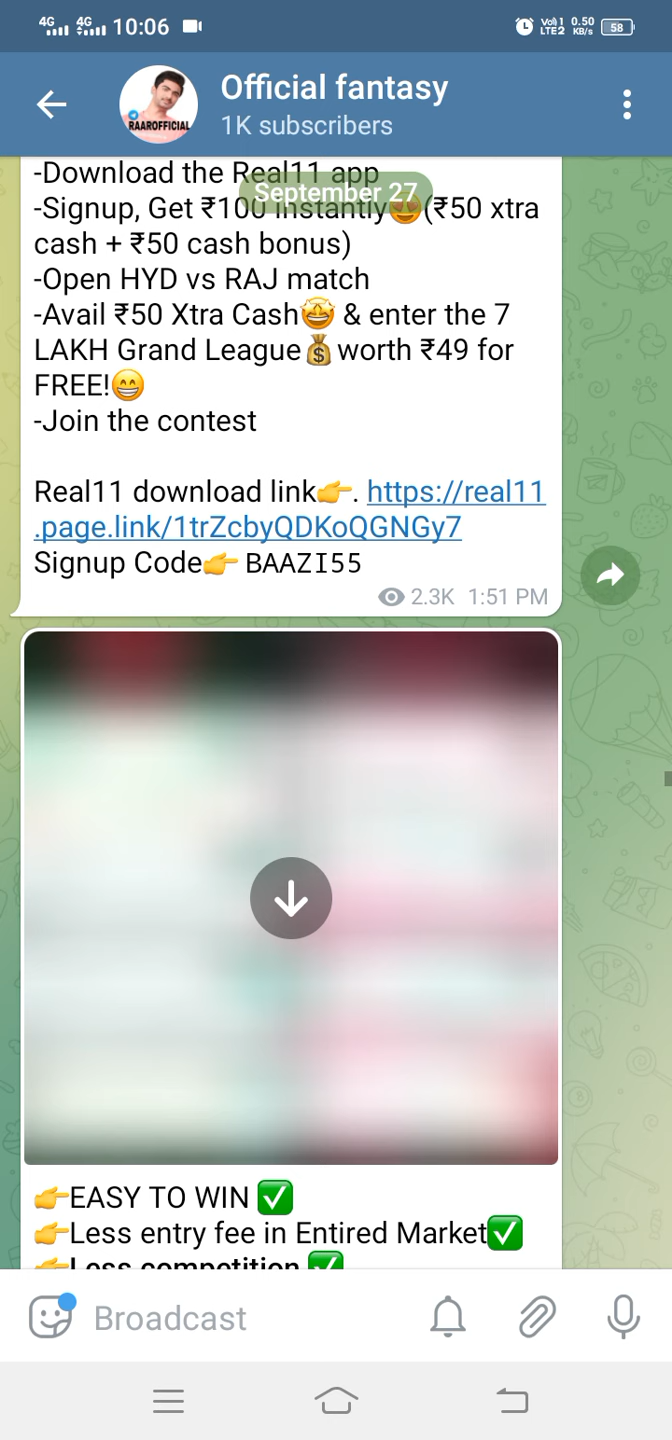 4G 4G 10:06 Vo) 1 LTE2 0.50 KB/s 58
Official fantasy
RAAROFFICIAL
1K subscribers
-Download the Real11 app
September 27
-Signup, Get ₹100 instantly😍(₹50 xtra
cash + ₹50 cash bonus)
-Open HYD vs RAJ match
-Avail ₹50 Xtra Cash🤩 & enter the 7
LAKH Grand League💰worth ₹49 for
FREE!😁
-Join the contest
Real11 download link👉. https://real11
.page.link/1trZcbyQDKoQGNGy7
Signup Code👉 BAAZI55
2.3K 1:51 PM
👉EASY TO WIN ✅
👉Less entry fee in Entired Market✅
👉Less competition ✅
Broadcast